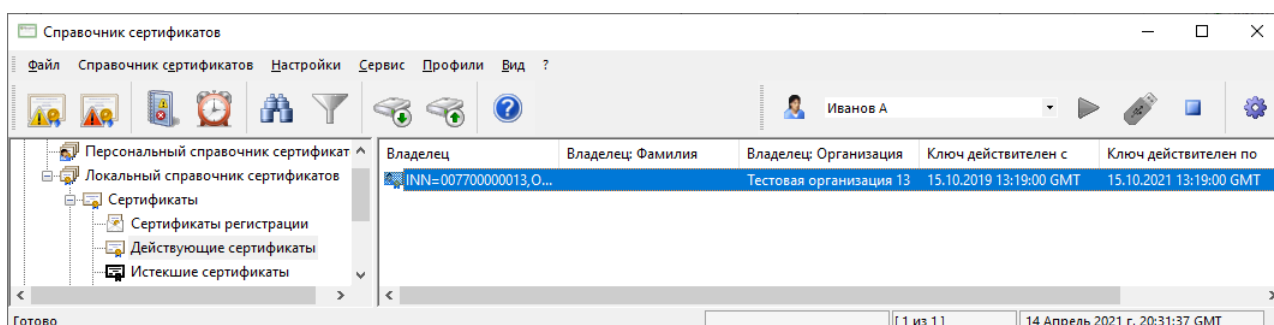 Справочник сертификатов
Файл Справочник сертификатов Настройки Сервис Профили Вид ?
Иванов А
Персональный справочник сертификат
Локальный справочник сертификатов
Сертификаты
Сертификаты регистрации
Действующие сертификаты
Истекшие сертификаты
Владелец Владелец: Фамилия Владелец: Организация Ключ действителен с Ключ действителен по
INN=007700000013,O... Тестовая организация 13 15.10.2019 13:19:00 GMT 15.10.2021 13:19:00 GMT
Готово [ 1 из 1 ] 14 Апрель 2021 г. 20:31:37 GMT